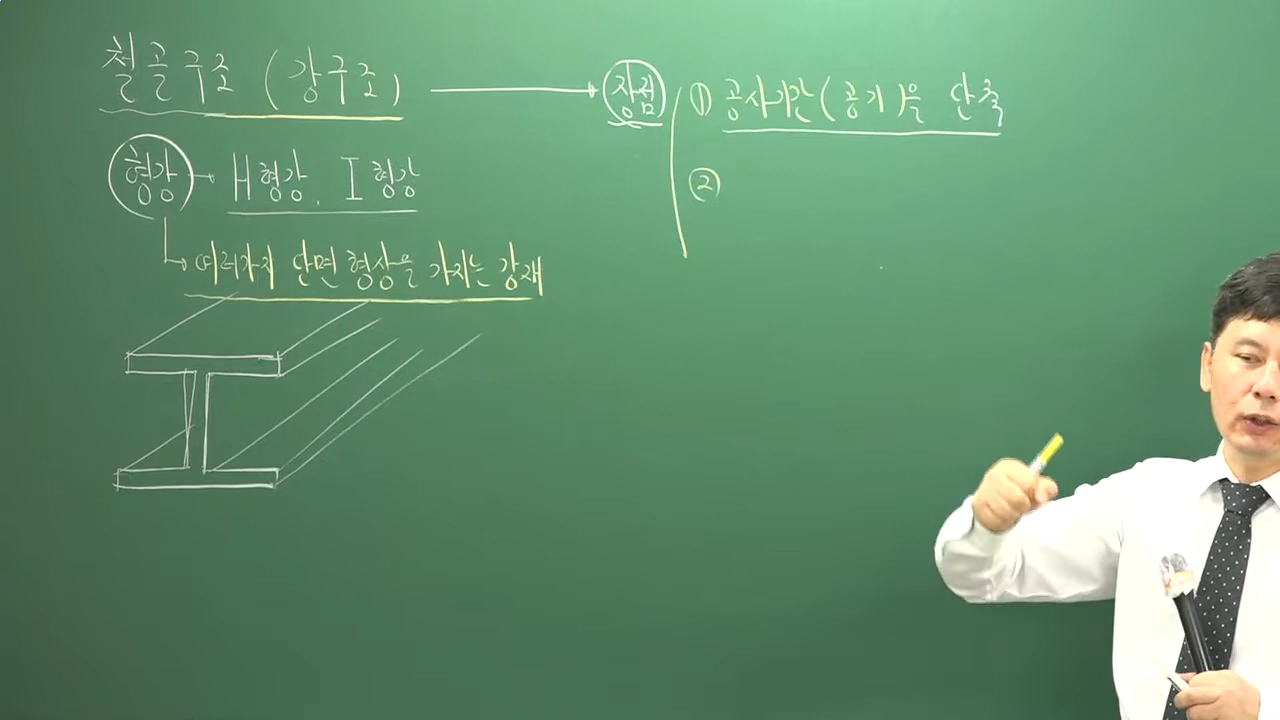 철골구조 (강구조) → 장점 ① 공사기간(공기)을 단축
②
형강 → H형강, I형강
여러가지 단면 형상을 가지는 강재